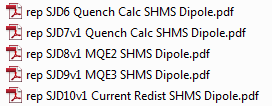 rep SJD6 Quench Calc SHMS Dipole.pdf
rep SJD7v1 Quench Calc SHMS Dipole.pdf
rep SJD8v1 MQE2 SHMS Dipole.pdf
rep SJD9v1 MQE3 SHMS Dipole.pdf
rep SJD10v1 Current Redist SHMS Dipole.pdf